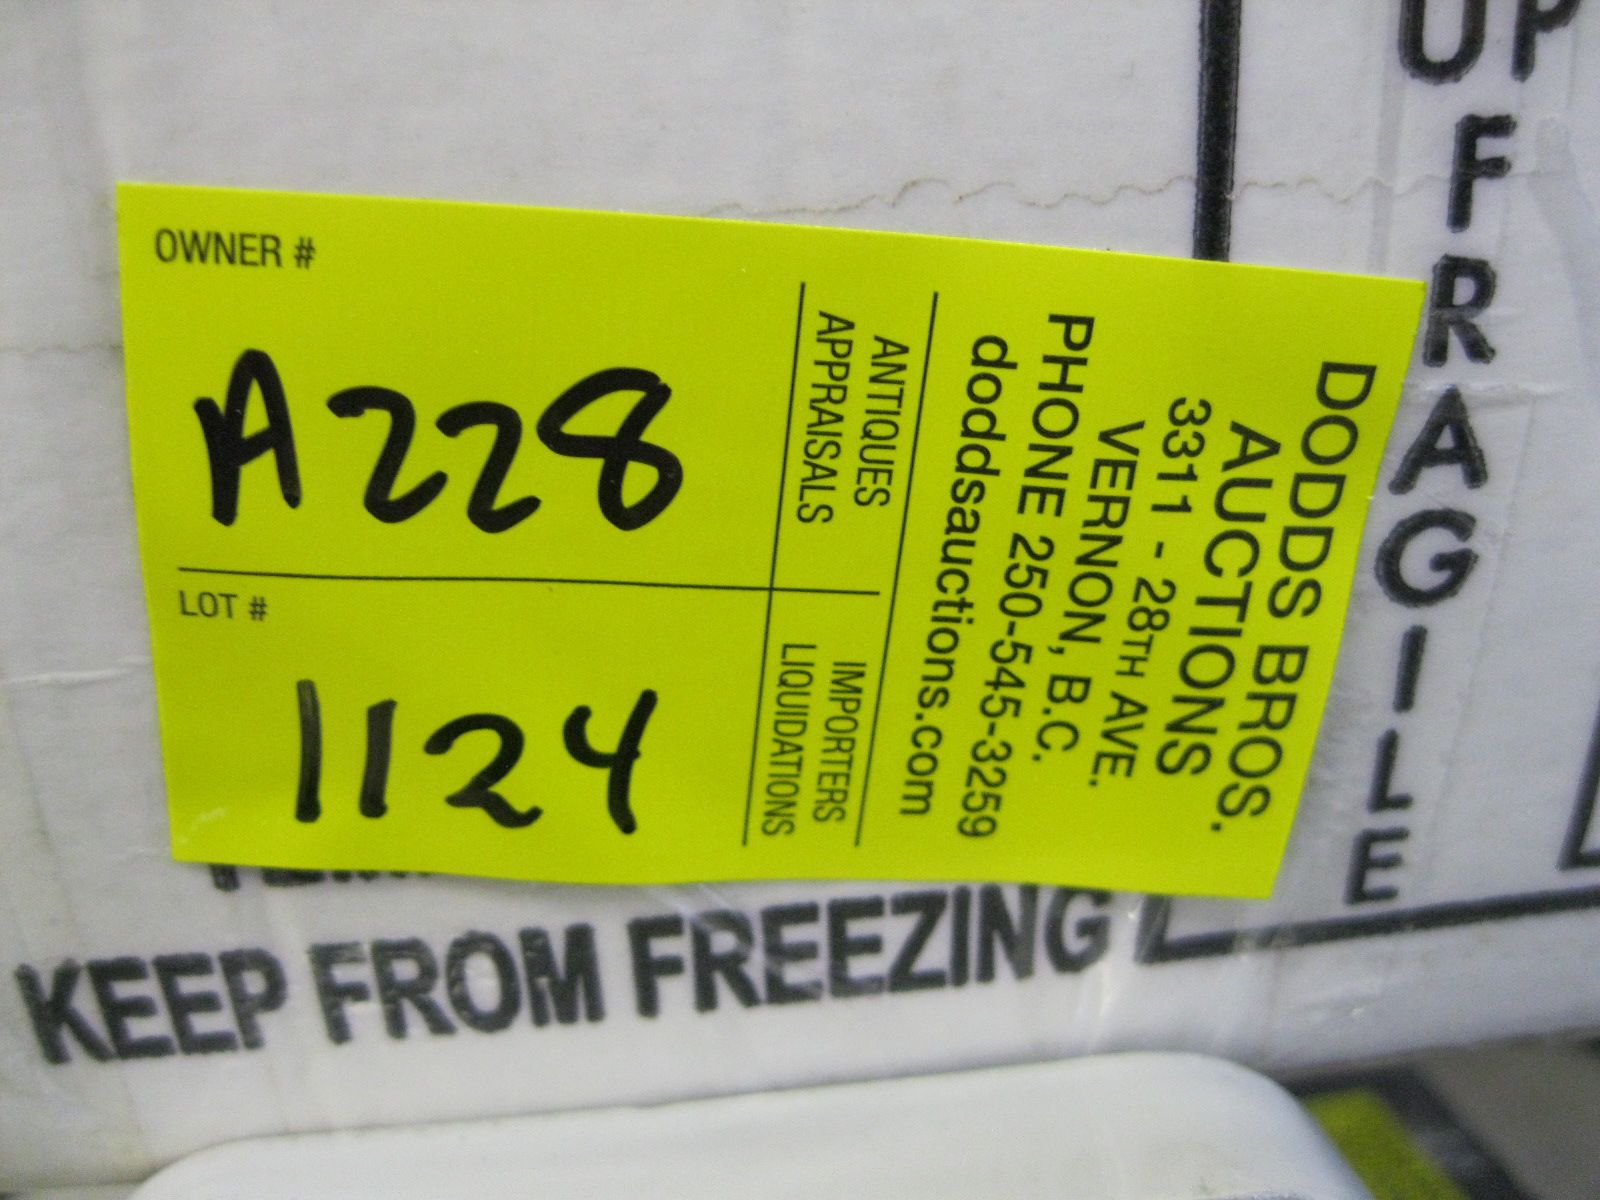 OWNER #
A228
LOT #
1124
ANTIQUES
APPRAISALS
IMPORTERS
LIQUIDATIONS
DODDS BROS.
AUCTIONS
3311 - 28TH AVE.
VERNON, B.C.
PHONE 250-545-3259
doddsauctions.com
UP
FRAGILE
KEEP FROM FREEZING